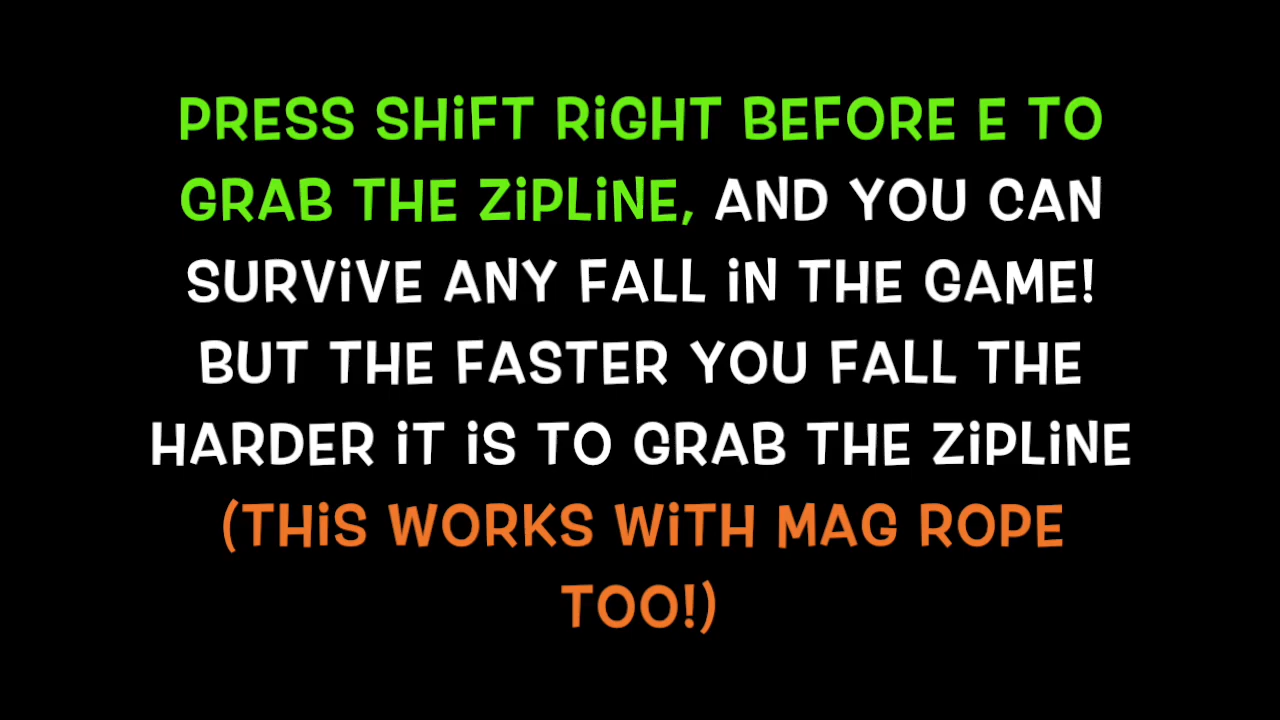 PRESS SHiFT RiGHT BEFORE E TO
GRAB THE ZiPLiNE, AND YOU CAN
SURViVE ANY FALL iN THE GAME!
BUT THE FASTER YOU FALL THE
HARDER iT iS TO GRAB THE ZiPLiNE
(THiS WORKS WiTH MAG ROPE
TOO!)